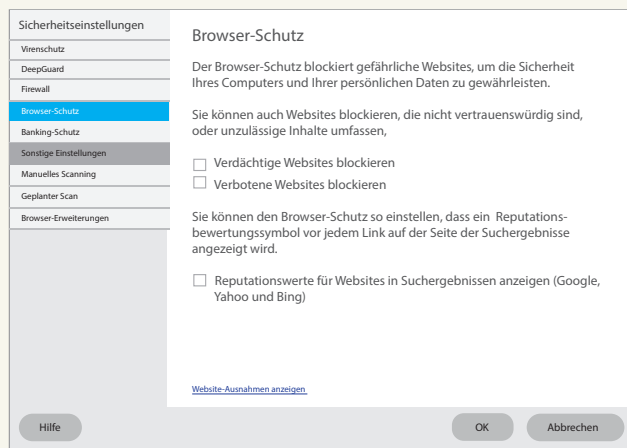 Sicherheitseinstellungen
Virenschutz
DeepGuard
Firewall
Browser-Schutz
Banking-Schutz
Sonstige Einstellungen
Manuelles Scanning
Geplanter Scan
Browser-Erweiterungen
Browser-Schutz
Der Browser-Schutz blockiert gefährliche Websites, um die Sicherheit
Ihres Computers und Ihrer persönlichen Daten zu gewährleisten.
Sie können auch Websites blockieren, die nicht vertrauenswürdig sind,
oder unzulässige Inhalte umfassen,
Verdächtige Websites blockieren
Verbotene Websites blockieren
Sie können den Browser-Schutz so einstellen, dass ein Reputations-
bewertungssymbol vor jedem Link auf der Seite der Suchergebnisse
angezeigt wird.
Reputationswerte für Websites in Suchergebnissen anzeigen (Google,
Yahoo und Bing)
Website-Ausnahmen anzeigen
Hilfe
OK
Abbrechen